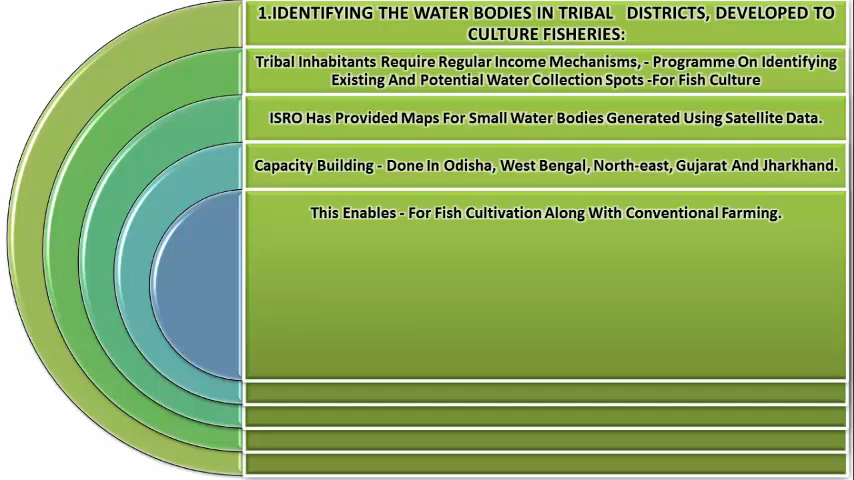 1.IDENTIFYING THE WATER BODIES IN TRIBAL DISTRICTS, DEVELOPED TO
CULTURE FISHERIES:
Tribal Inhabitants Require Regular Income Mechanisms, - Programme On Identifying
Existing And Potential Water Collection Spots -For Fish Culture
ISRO Has Provided Maps For Small Water Bodies Generated Using Satellite Data.
Capacity Building - Done In Odisha, West Bengal, North-east, Gujarat And Jharkhand.
This Enables - For Fish Cultivation Along With Conventional Farming.